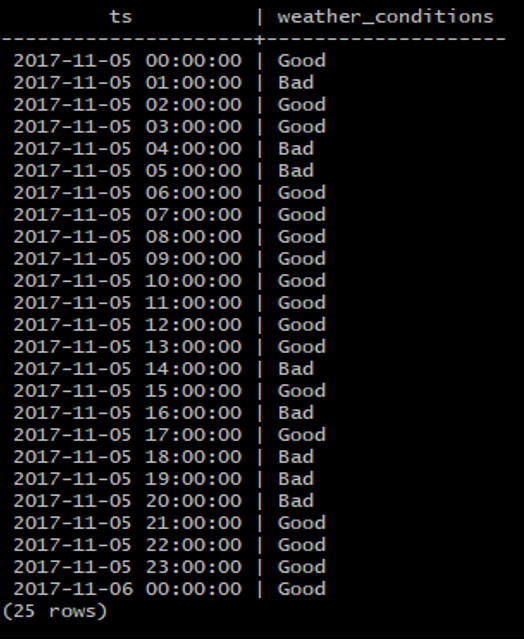 ts | weather_conditions
---------------------+--------------------
2017-11-05 00:00:00 | Good
2017-11-05 01:00:00 | Bad
2017-11-05 02:00:00 | Good
2017-11-05 03:00:00 | Good
2017-11-05 04:00:00 | Bad
2017-11-05 05:00:00 | Bad
2017-11-05 06:00:00 | Good
2017-11-05 07:00:00 | Good
2017-11-05 08:00:00 | Good
2017-11-05 09:00:00 | Good
2017-11-05 10:00:00 | Good
2017-11-05 11:00:00 | Good
2017-11-05 12:00:00 | Good
2017-11-05 13:00:00 | Good
2017-11-05 14:00:00 | Bad
2017-11-05 15:00:00 | Good
2017-11-05 16:00:00 | Bad
2017-11-05 17:00:00 | Good
2017-11-05 18:00:00 | Bad
2017-11-05 19:00:00 | Bad
2017-11-05 20:00:00 | Bad
2017-11-05 21:00:00 | Good
2017-11-05 22:00:00 | Good
2017-11-05 23:00:00 | Good
2017-11-06 00:00:00 | Good
(25 rows)